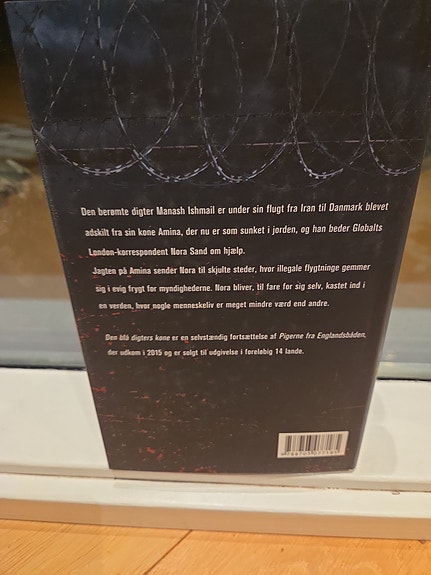 Den berømte digter Manash Ishmail er under sin flugt fra Iran til Danmark blevet
adskilt fra sin kone Amina, der nu er som sunket i jorden, og han beder Globalts
London-korrespondent Nora Sand om hjælp.
Jagten på Amina sender Nora til skjulte steder, hvor illegale flygtninge gemmer
sig i evig frygt for myndighederne. Nora bliver, til fare for sig selv, kastet ind i
en verden, hvor nogle menneskeliv er meget mindre værd end andre.
Den blå digters kone er en selvstændig fortsættelse af Pigerne fra Englandsbåden,
der udkom i 2015 og er solgt til udgivelse i foreløbig 14 lande.